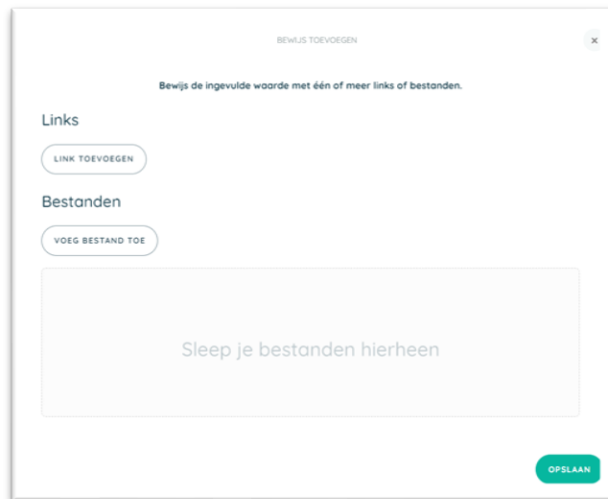 BEWIJS TOEVOEGEN
×
Bewijs de ingevulde waarde met één of meer links of bestanden.
Links
LINK TOEVOEGEN
Bestanden
VOEG BESTAND TOE
Sleep je bestanden hierheen
OPSLAAN